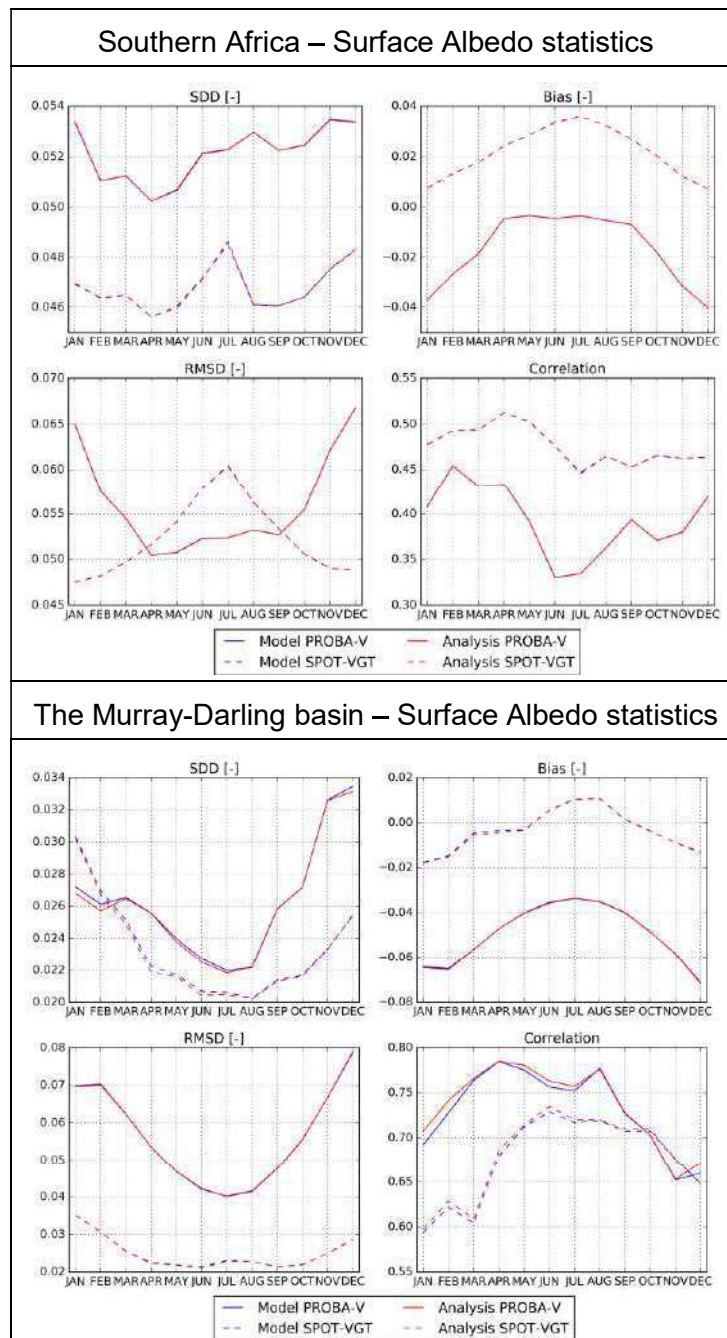 Southern Africa – Surface Albedo statistics
SDD [-]
0.054
0.052
0.050
0.048
0.046
JAN FEB MAR APR MAY JUN JUL AUG SEP OCT NOV DEC
Bias [-]
0.04
0.02
0.00
−0.02
−0.04
JAN FEB MAR APR MAY JUN JUL AUG SEP OCT NOV DEC
RMSD [-]
0.070
0.065
0.060
0.055
0.050
0.045
JAN FEB MAR APR MAY JUN JUL AUG SEP OCT NOV DEC
Correlation
0.55
0.50
0.45
0.40
0.35
0.30
JAN FEB MAR APR MAY JUN JUL AUG SEP OCT NOV DEC
Model PROBA-V
Analysis PROBA-V
Model SPOT-VGT
Analysis SPOT-VGT
The Murray-Darling basin – Surface Albedo statistics
SDD [-]
0.034
0.032
0.030
0.028
0.026
0.024
0.022
0.020
JAN FEB MAR APR MAY JUN JUL AUG SEP OCT NOV DEC
Bias [-]
0.02
0.00
−0.02
−0.04
−0.06
−0.08
JAN FEB MAR APR MAY JUN JUL AUG SEP OCT NOV DEC
RMSD [-]
0.08
0.07
0.06
0.05
0.04
0.03
0.02
JAN FEB MAR APR MAY JUN JUL AUG SEP OCT NOV DEC
Correlation
0.80
0.75
0.70
0.65
0.60
0.55
JAN FEB MAR APR MAY JUN JUL AUG SEP OCT NOV DEC
Model PROBA-V
Analysis PROBA-V
Model SPOT-VGT
Analysis SPOT-VGT